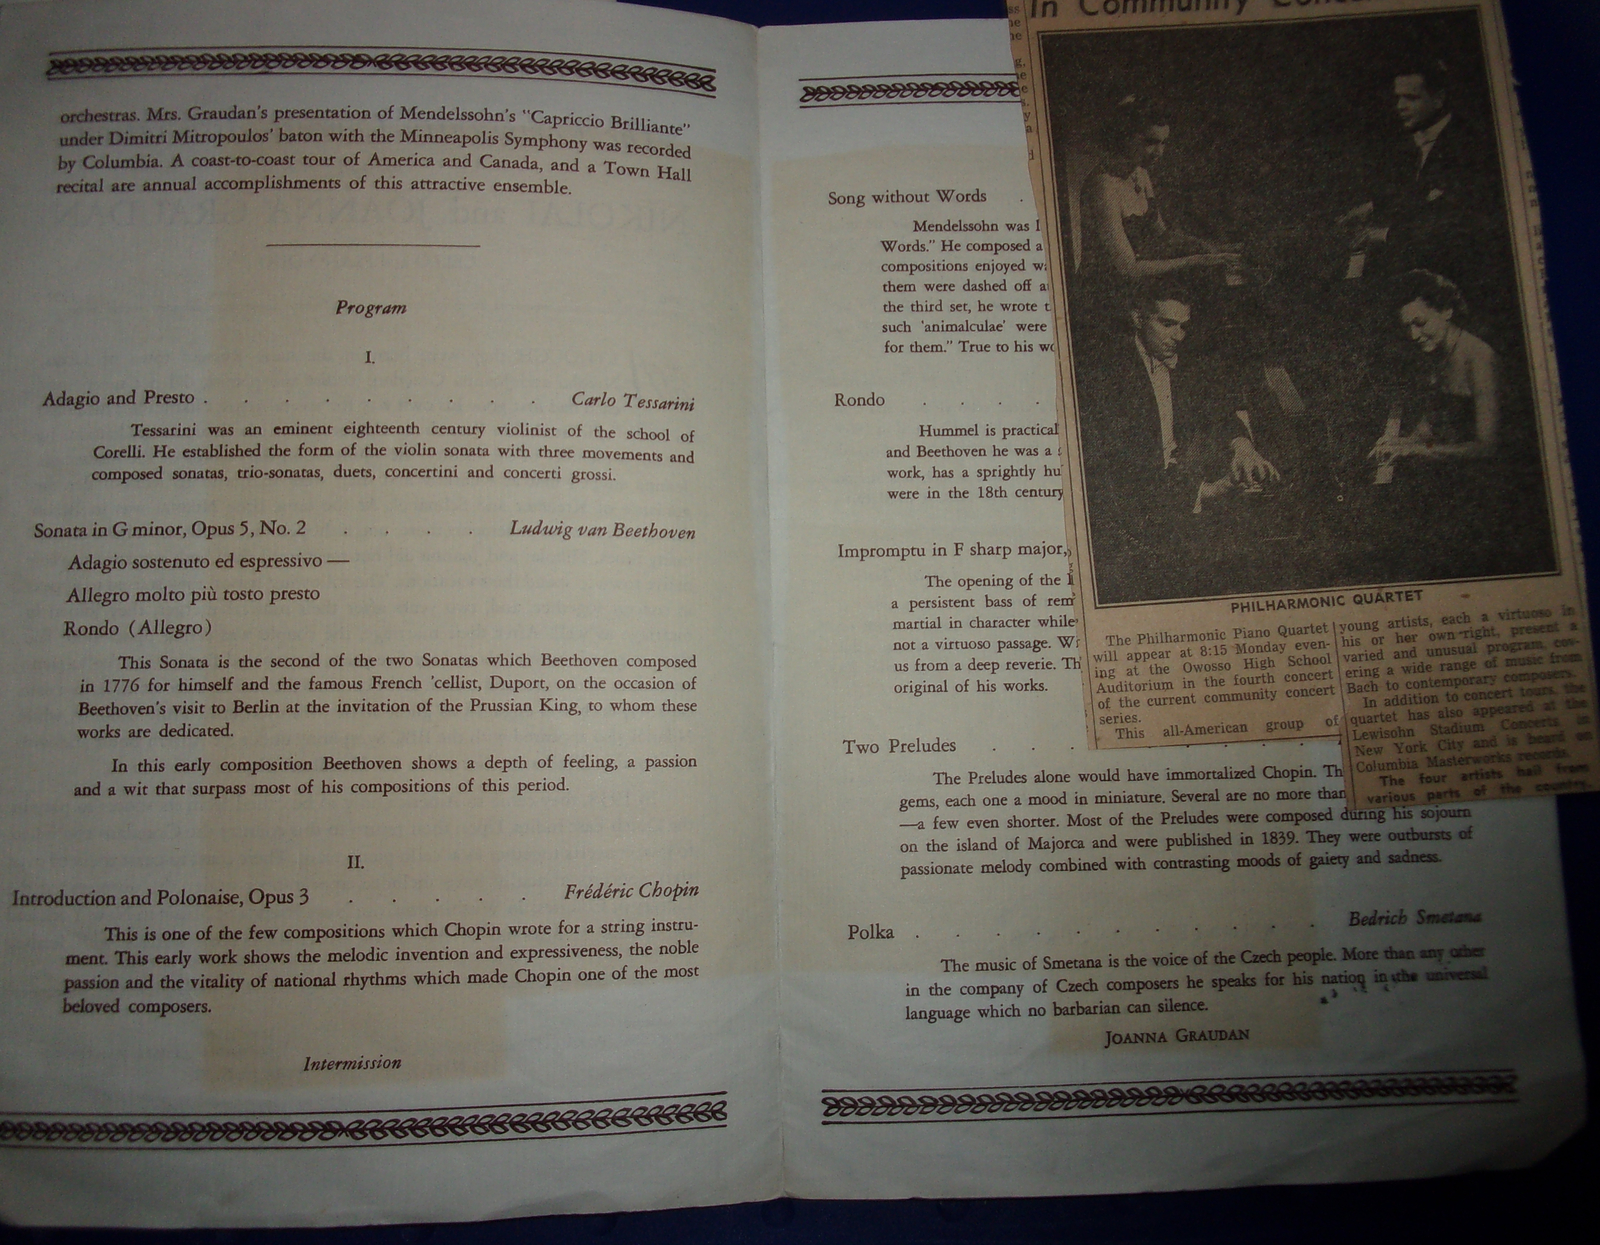 orchestras. Mrs. Graudan's presentation of Mendelssohn's "Capriccio Brilliante"
under Dimitri Mitropoulos' baton with the Minneapolis Symphony was recorded
by Columbia. A coast-to-coast tour of America and Canada, and a Town Hall
recital are annual accomplishments of this attractive ensemble.
Program
I.
Adagio and Presto . . . . . . . . . Carlo Tessarini
Tessarini was an eminent eighteenth century violinist of the school of
Corelli. He established the form of the violin sonata with three movements and
composed sonatas, trio-sonatas, duets, concertini and concerti grossi.
Sonata in G minor, Opus 5, No. 2 . . . . Ludwig van Beethoven
Adagio sostenuto ed espressivo —
Allegro molto più tosto presto
Rondo (Allegro)
This Sonata is the second of the two Sonatas which Beethoven composed
in 1776 for himself and the famous French 'cellist, Duport, on the occasion of
Beethoven's visit to Berlin at the invitation of the Prussian King, to whom these
works are dedicated.
In this early composition Beethoven shows a depth of feeling, a passion
and a wit that surpass most of his compositions of this period.
II.
Introduction and Polonaise, Opus 3 . . . . . Frédéric Chopin
This is one of the few compositions which Chopin wrote for a string instru-
ment. This early work shows the melodic invention and expressiveness, the noble
passion and the vitality of national rhythms which made Chopin one of the most
beloved composers.
Intermission
Song without Words .
Mendelssohn was
Words." He composed a
compositions enjoyed
them were dashed off
the third set, he wrote
such 'animalculae' were
for them." True to his
Rondo . . . .
Hummel is practical
and Beethoven he was a
work, has a sprightly
were in the 18th century
Impromptu in F sharp major,
The opening of the
a persistent bass of
martial in character while
not a virtuoso passage.
us from a deep reverie.
original of his works.
Two Preludes . . .
The Preludes alone would have immortalized Chopin.
gems, each one a mood in miniature. Several are no more than
—a few even shorter. Most of the Preludes were composed during his sojourn
on the island of Majorca and were published in 1839. They were outbursts of
passionate melody combined with contrasting moods of gaiety and sadness.
Polka . . . . . . . . . . . Bedrich Smetana
The music of Smetana is the voice of the Czech people. More than any other
in the company of Czech composers he speaks for his nation in the universal
language which no barbarian can silence.
JOANNA GRAUDAN
In Community
PHILHARMONIC QUARTET
The Philharmonic Piano Quartet
will appear at 8:15 Monday even-
ing at the Owosso High School
Auditorium in the fourth concert
of the current community concert
series.
This all-American group of
young artists, each a virtuoso in
his or her own right, present a
varied and unusual program, cov-
ering a wide range of music from
Bach to contemporary composers.
In addition to concert tours, the
quartet has also appeared at the
Lewisohn Stadium Concerts in
New York City and is heard on
Columbia Masterworks records.
The four artists hail from
various parts of the country.